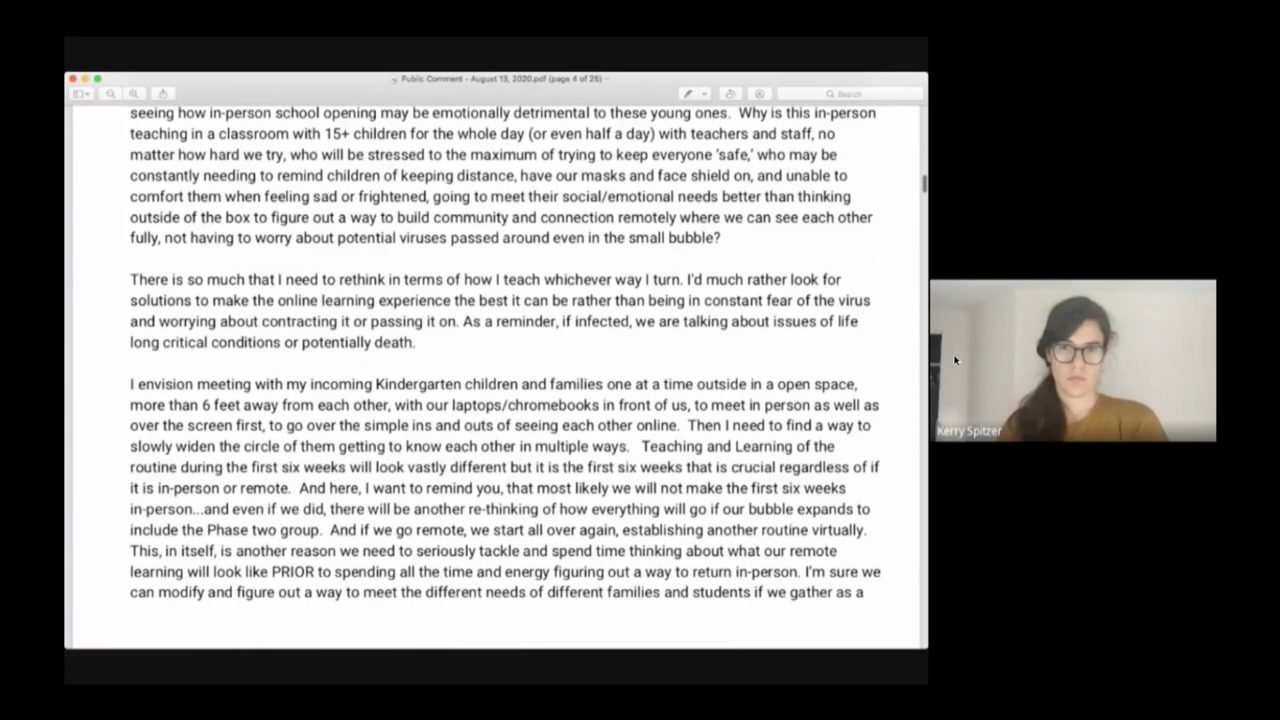 Public Comment - August 13, 2020.pdf (page 4 of 25)
Search
seeing how in-person school opening may be emotionally detrimental to these young ones.  Why is this in-person
teaching in a classroom with 15+ children for the whole day (or even half a day) with teachers and staff, no
matter how hard we try, who will be stressed to the maximum of trying to keep everyone 'safe,' who may be
constantly needing to remind children of keeping distance, have our masks and face shield on, and unable to
comfort them when feeling sad or frightened, going to meet their social/emotional needs better than thinking
outside of the box to figure out a way to build community and connection remotely where we can see each other
fully, not having to worry about potential viruses passed around even in the small bubble?
There is so much that I need to rethink in terms of how I teach whichever way I turn. I'd much rather look for
solutions to make the online learning experience the best it can be rather than being in constant fear of the virus
and worrying about contracting it or passing it on. As a reminder, if infected, we are talking about issues of life
long critical conditions or potentially death.
I envision meeting with my incoming Kindergarten children and families one at a time outside in a open space,
more than 6 feet away from each other, with our laptops/chromebooks in front of us, to meet in person as well as
over the screen first, to go over the simple ins and outs of seeing each other online.  Then I need to find a way to
slowly widen the circle of them getting to know each other in multiple ways.   Teaching and Learning of the
routine during the first six weeks will look vastly different but it is the first six weeks that is crucial regardless of if
it is in-person or remote.  And here, I want to remind you, that most likely we will not make the first six weeks
in-person...and even if we did, there will be another re-thinking of how everything will go if our bubble expands to
include the Phase two group.  And if we go remote, we start all over again, establishing another routine virtually.
This, in itself, is another reason we need to seriously tackle and spend time thinking about what our remote
learning will look like PRIOR to spending all the time and energy figuring out a way to return in-person. I'm sure we
can modify and figure out a way to meet the different needs of different families and students if we gather as a
Kerry Spitzer